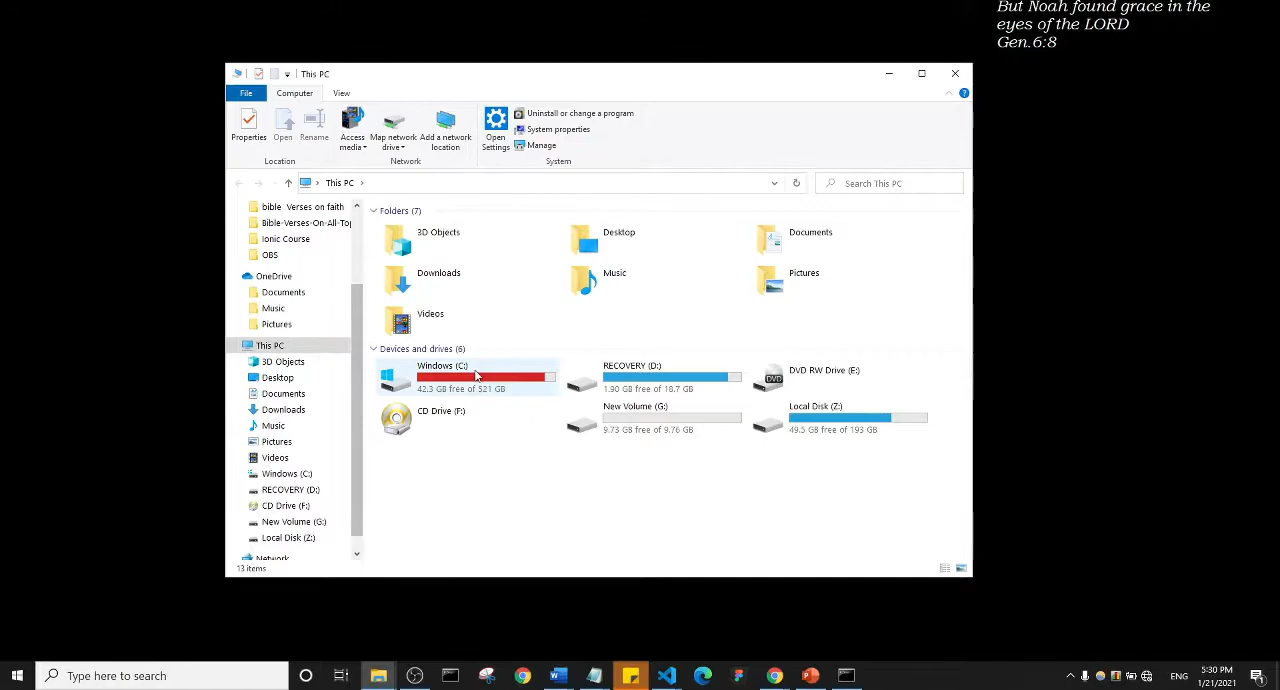 But Noah found grace in the
eyes of the LORD
Gen.6:8
This PC
File
Computer
View
Properties
Open
Rename
Access
media
Map network
drive
Add a network
location
Open
Settings
Uninstall or change a program
System properties
Manage
Location
Network
System
This PC
Search This PC
bible Verses on faith
Bible-Verses-On-All-Top
Ionic Course
OBS
OneDrive
Documents
Music
Pictures
This PC
3D Objects
Desktop
Documents
Downloads
Music
Pictures
Videos
Windows (C:)
RECOVERY (D:)
CD Drive (F:)
New Volume (G:)
Local Disk (Z:)
Network
Folders (7)
3D Objects
Desktop
Documents
Downloads
Music
Pictures
Videos
Devices and drives (6)
Windows (C:)
42.3 GB free of 521 GB
RECOVERY (D:)
1.90 GB free of 18.7 GB
DVD RW Drive (E:)
DVD
CD Drive (F:)
New Volume (G:)
9.73 GB free of 9.76 GB
Local Disk (Z:)
49.5 GB free of 193 GB
13 items
Type here to search
ENG
5:30 PM
1/21/2021